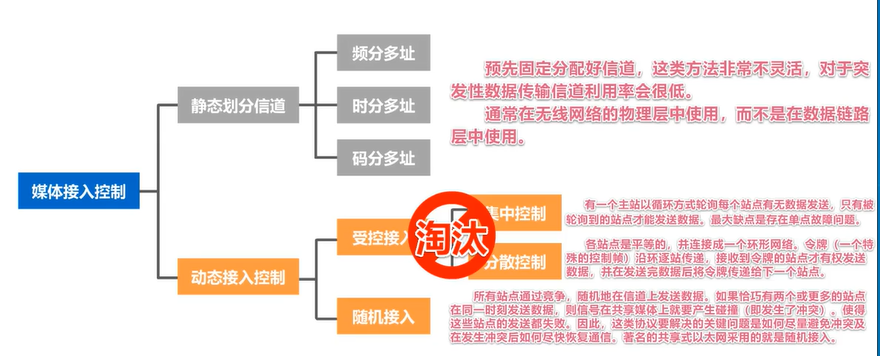 频分多址
预先固定分配好信道，这类方法非常不灵活，对于突
发性数据传输信道利用率会很低。
静态划分信道
时分多址
通常在无线网络的物理层中使用，而不是在数据链路
层中使用。
码分多址
媒体接入控制
集中控制
有一个主站以循环方式轮询每个站点有无数据发送，只有被
轮询到的站点才能发送数据。最大缺点是存在单点故障问题。
受控接入
淘汰
分散控制
各站点是平等的，并连接成一个环形网络。令牌（一个特
殊的控制帧）沿环逐站传递，接收到令牌的站点才有权发送
数据，并在发送完数据后将令牌传递给下一个站点。
动态接入控制
随机接入
所有站点通过竞争，随机地在信道上发送数据。如果恰巧有两个或更多的站点
在同一时刻发送数据，则信号在共享媒体上就要产生碰撞（即发生了冲突）。使得
这些站点的发送都失败。因此，这类协议要解决的关键问题是如何尽量避免冲突及
在发生冲突后如何尽快恢复通信。著名的共享式以太网采用的就是随机接入。